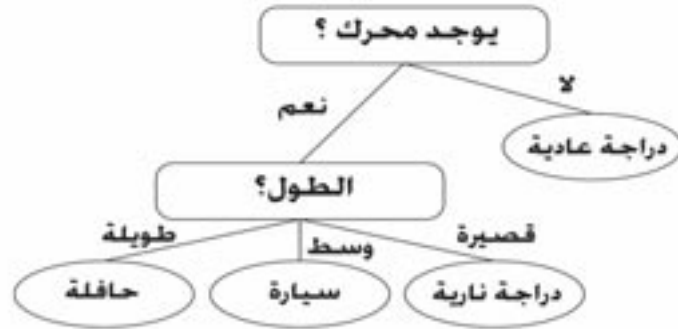 يوجد محرك ؟
لا
نعم
دراجة عادية
الطول؟
قصيرة
وسط
طويلة
دراجة نارية
سيارة
حافلة